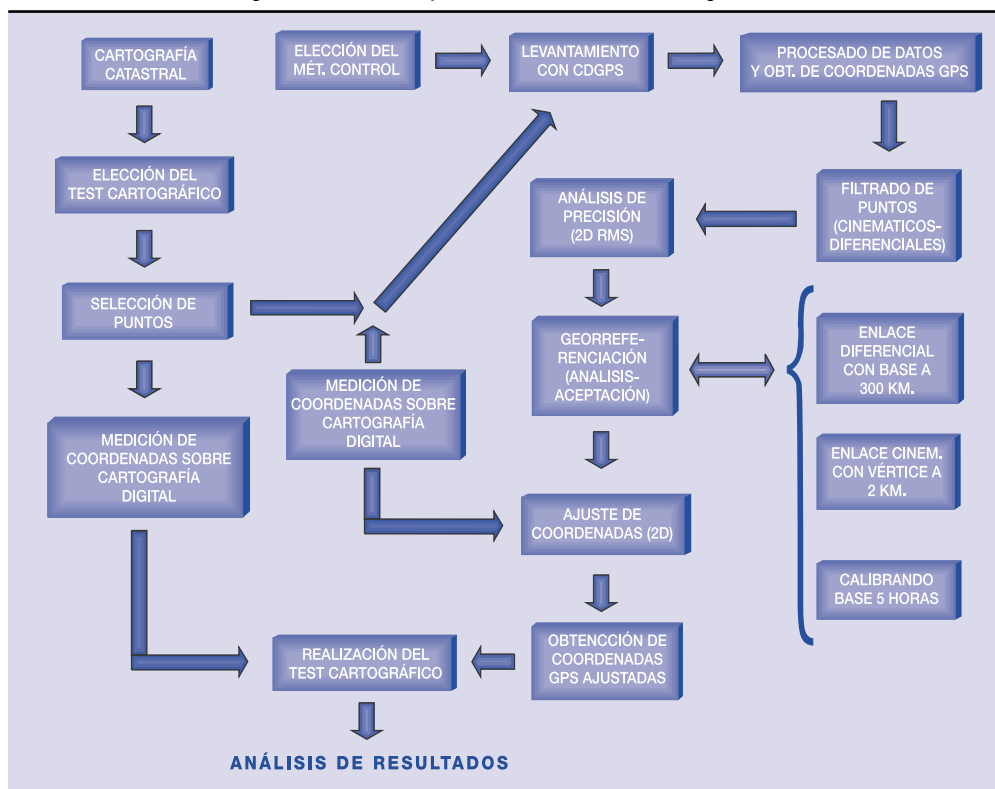 CARTOGRAFÍA
CATASTRAL
ELECCIÓN DEL
MÉT. CONTROL
LEVANTAMIENTO
CON CDGPS
PROCESADO DE DATOS
Y OBT. DE COORDENADAS GPS
ELECCIÓN DEL
TEST CARTOGRÁFICO
ANÁLISIS DE
PRECISIÓN
(2D RMS)
FILTRADO DE
PUNTOS
(CINEMATICOS-
DIFERENCIALES)
SELECCIÓN DE
PUNTOS
GEORREFE-
RENCIACIÓN
(ANALISIS-
ACEPTACIÓN)
ENLACE
DIFERENCIAL
CON BASE A
300 KM.
MEDICIÓN DE
COORDENADAS SOBRE
CARTOGRAFÍA
DIGITAL
MEDICIÓN DE
COORDENADAS SOBRE
CARTOGRAFÍA
DIGITAL
ENLACE CINEM.
CON VÉRTICE A
2 KM.
AJUSTE DE
COORDENADAS (2D)
CALIBRANDO
BASE 5 HORAS
REALIZACIÓN DEL
TEST CARTOGRÁFICO
OBTENCCIÓN DE
COORDENADAS
GPS AJUSTADAS
ANÁLISIS DE RESULTADOS